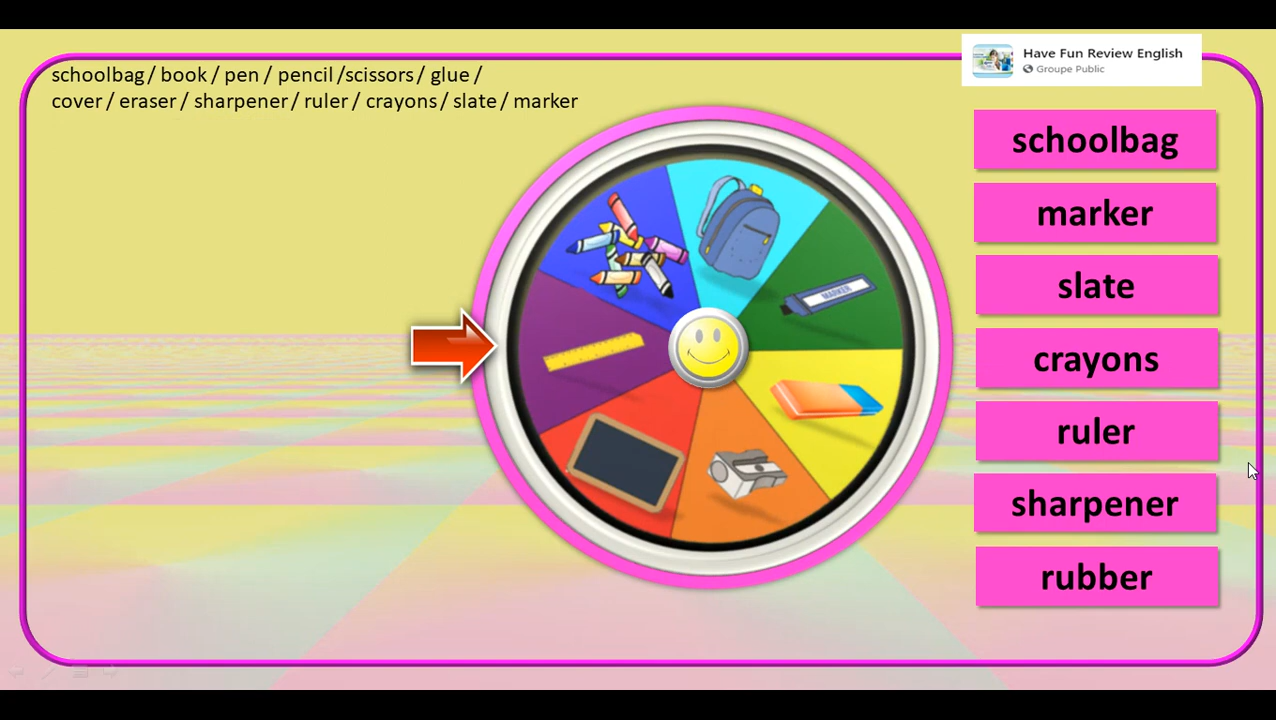 schoolbag / book / pen / pencil /scissors / glue /
cover / eraser / sharpener / ruler / crayons / slate / marker
Have Fun Review English
Groupe Public
schoolbag
marker
slate
crayons
ruler
sharpener
rubber
MARKER